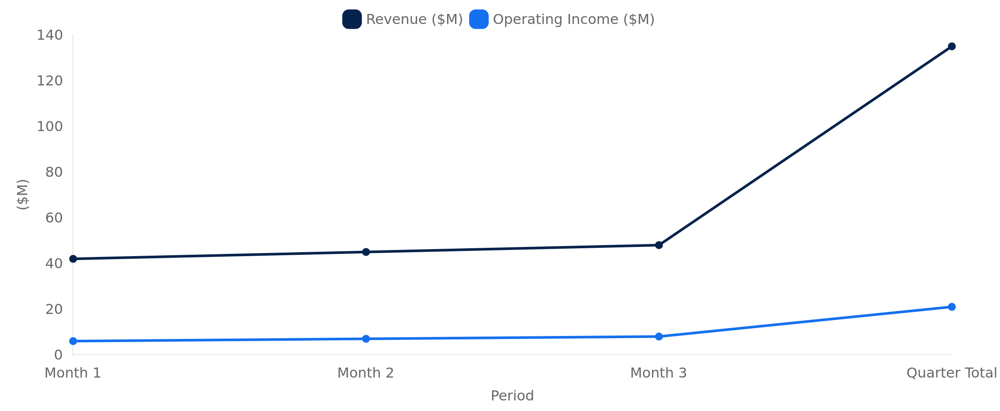 Revenue ($M) Operating Income ($M)
140
120
100
80
60
40
20
0
($M)
Month 1 Month 2 Month 3 Quarter Total
Period